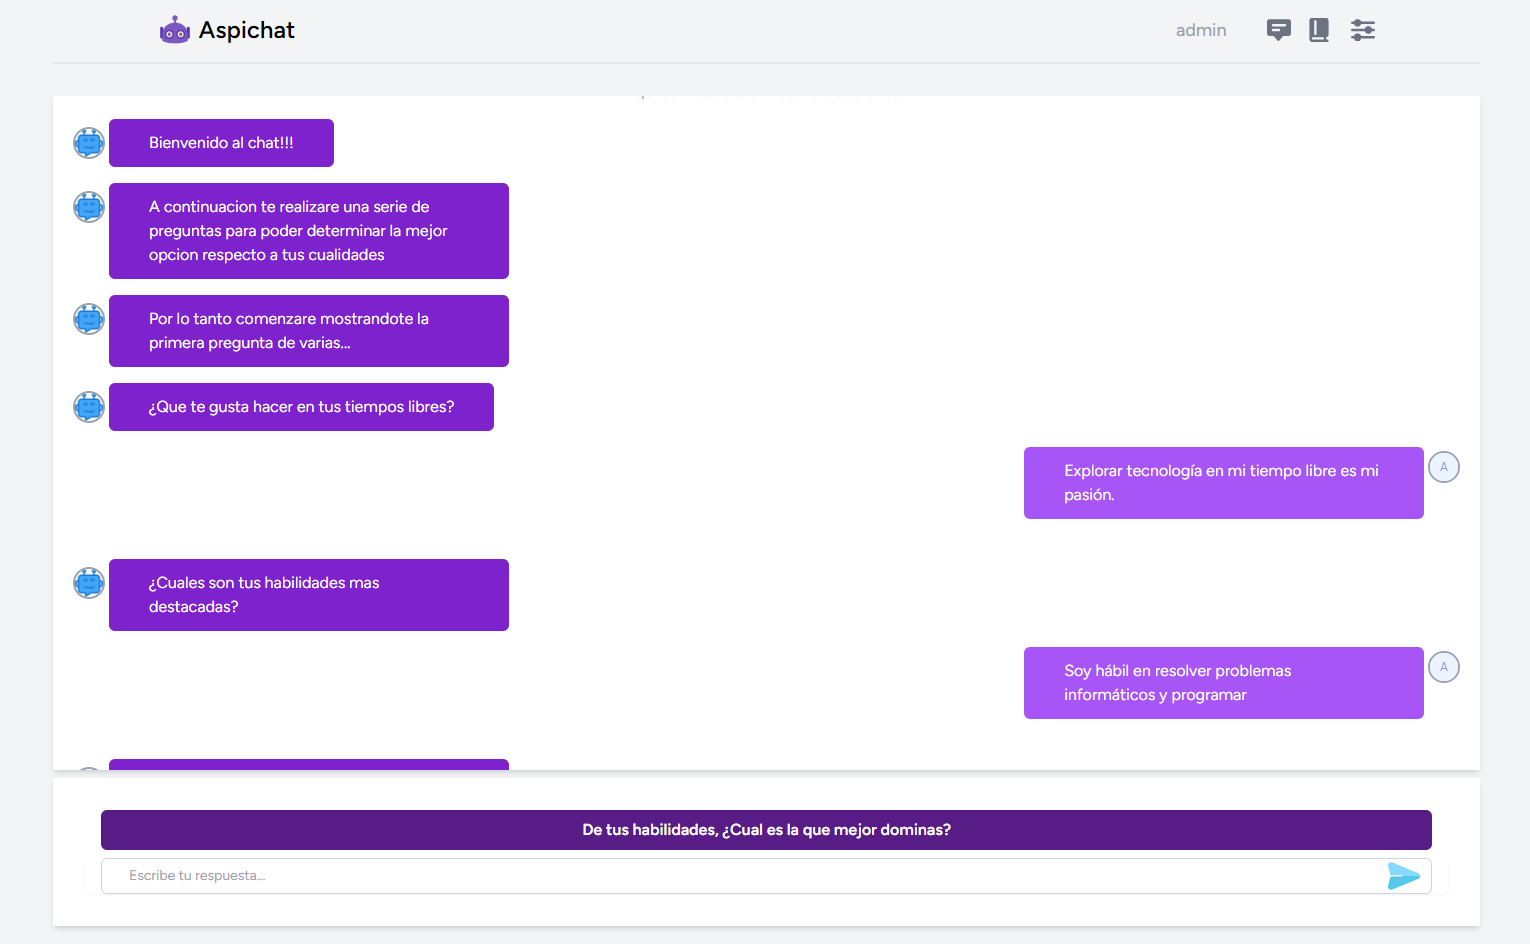 Aspichat
admin
Bienvenido al chat!!!
A continuacion te realizare una serie de
preguntas para poder determinar la mejor
opcion respecto a tus cualidades
Por lo tanto comenzare mostrandote la
primera pregunta de varias...
¿Que te gusta hacer en tus tiempos libres?
Explorar tecnología en mi tiempo libre es mi
pasión.
A
¿Cuales son tus habilidades mas
destacadas?
Soy hábil en resolver problemas
informáticos y programar
A
De tus habilidades, ¿Cual es la que mejor dominas?
Escribe tu respuesta...